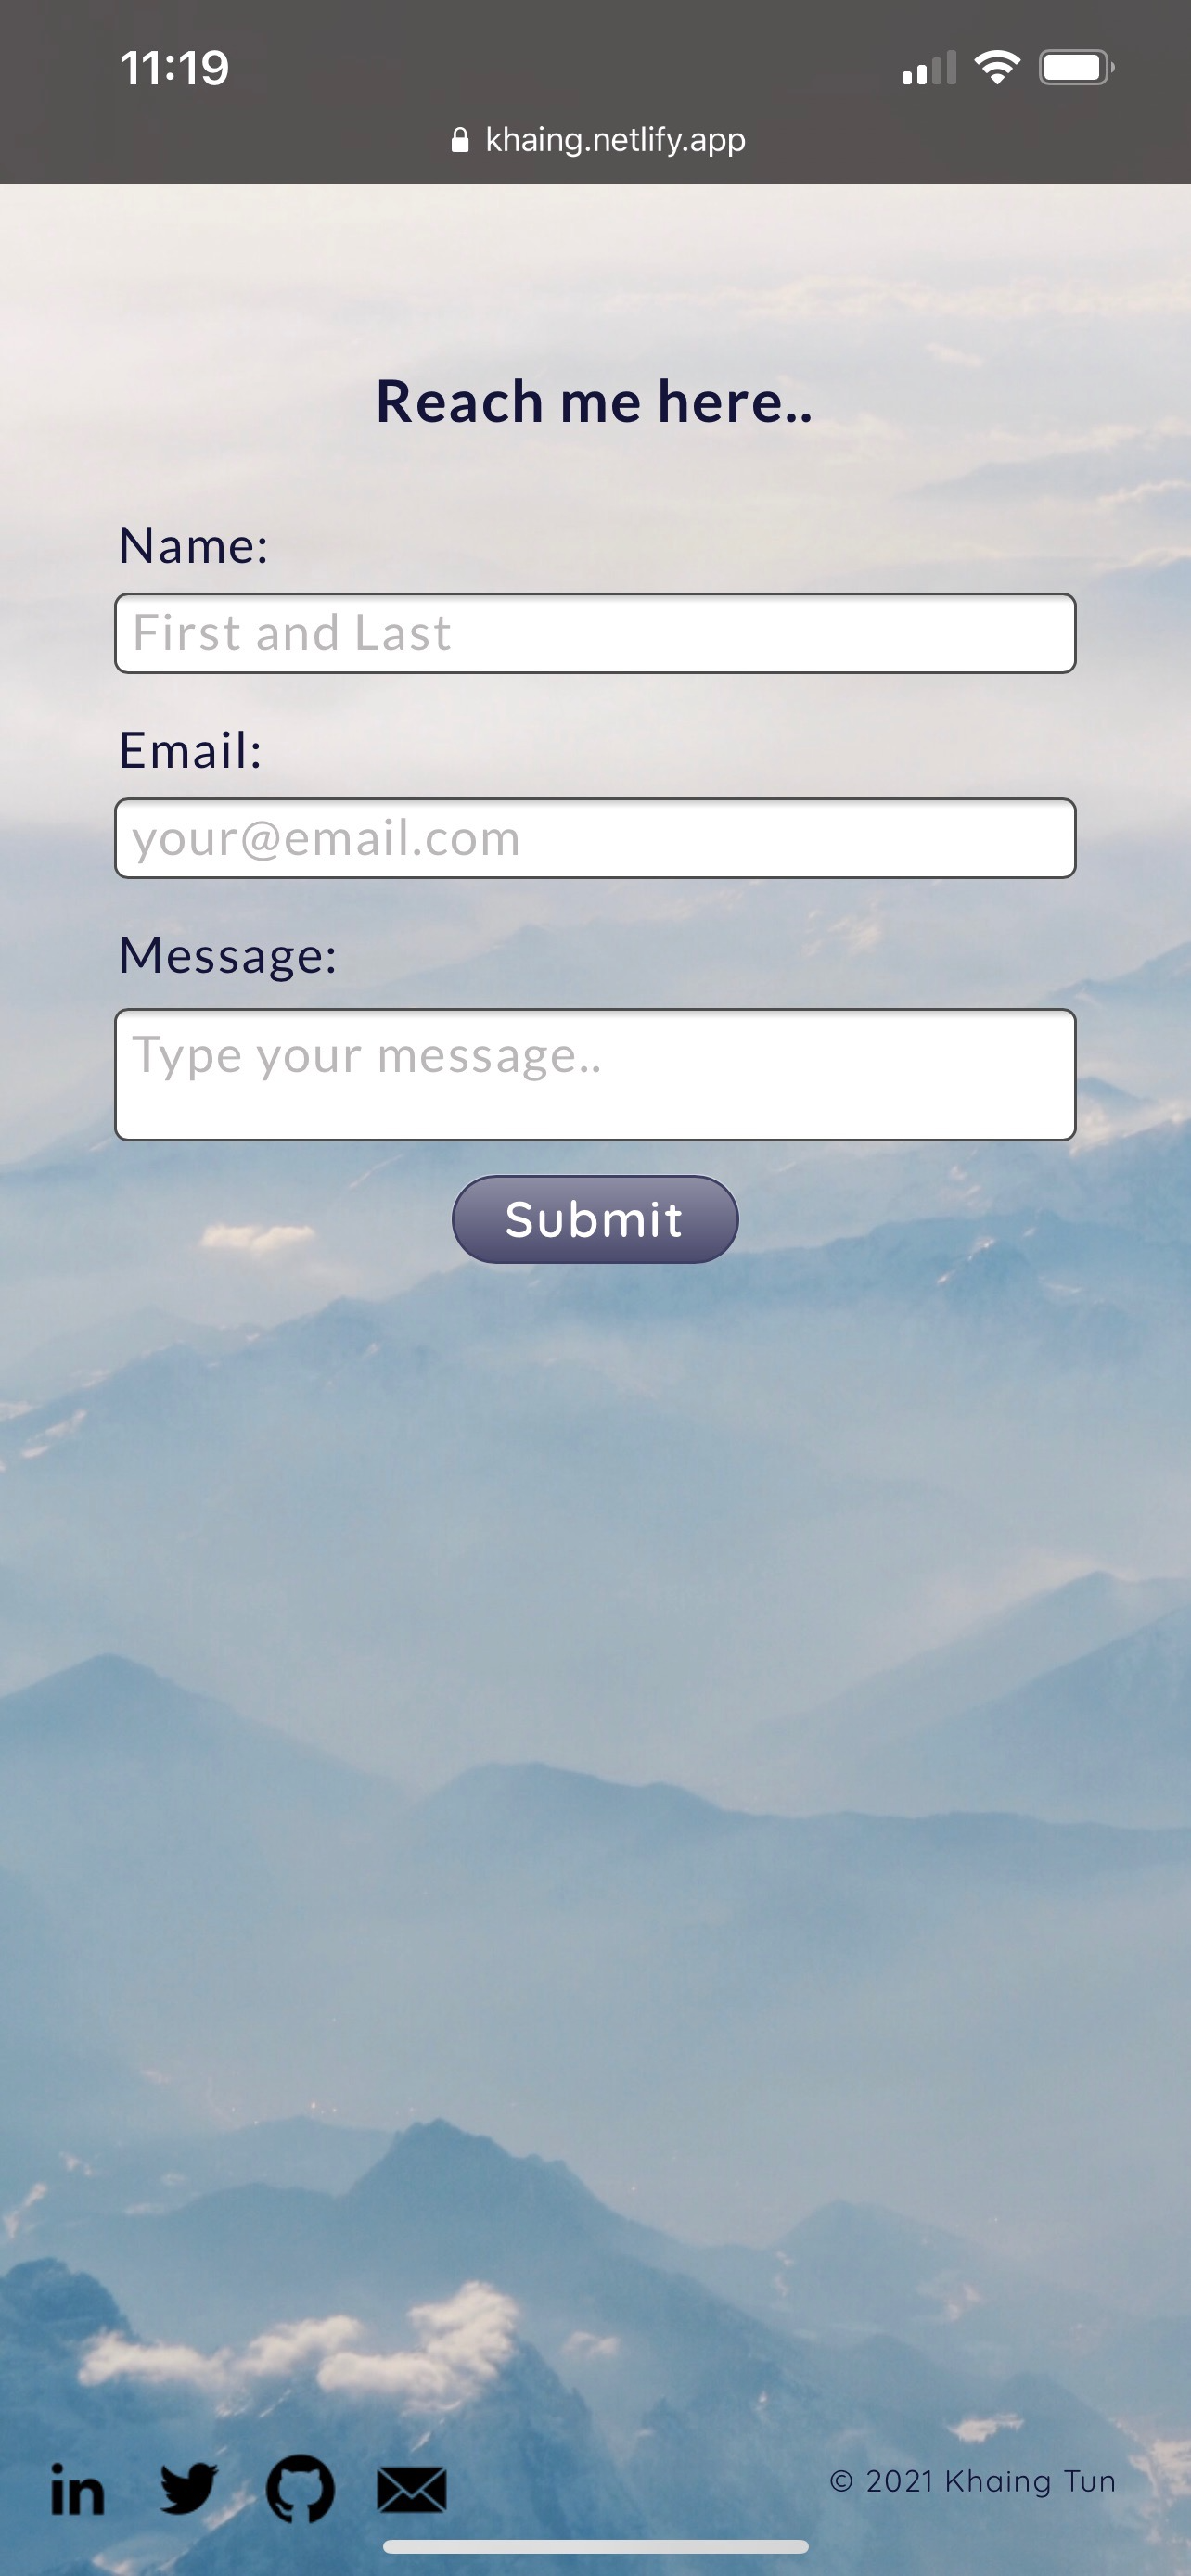 11:19
khaing.netlify.app
Reach me here..
Name:
First and Last
Email:
your@email.com
Message:
Type your message..
Submit
in
© 2021 Khaing Tun